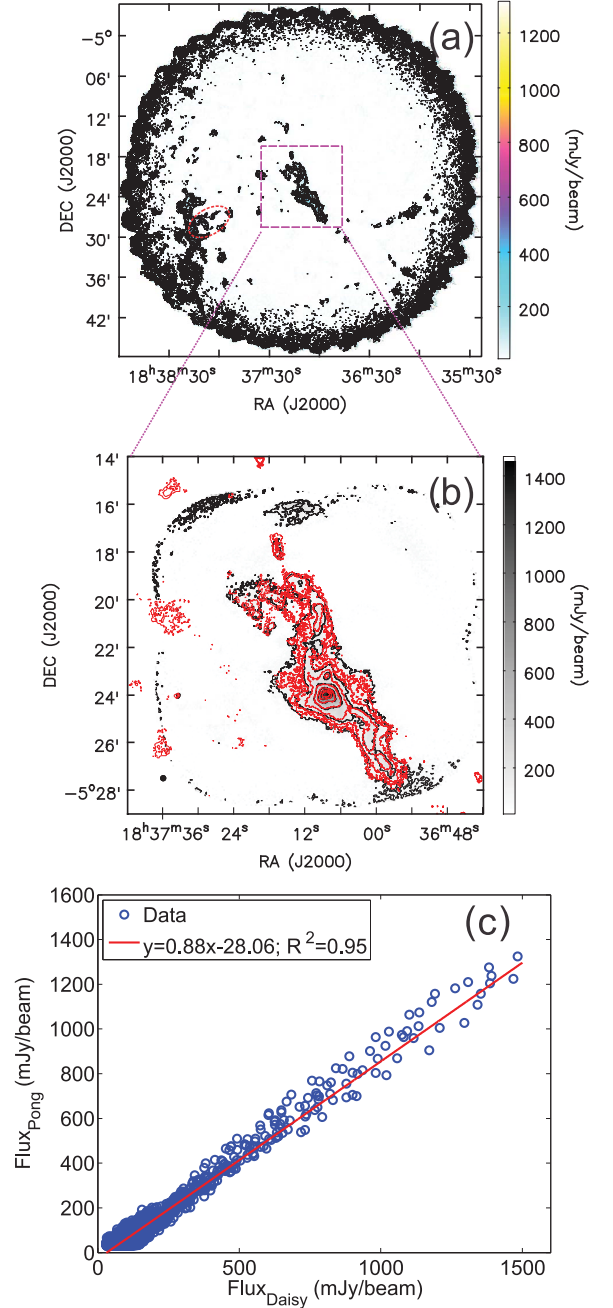 (a)
-5°
06'
12'
18'
24'
30'
36'
42'
DEC (J2000)
18ʰ38ᵐ30ˢ
37ᵐ30ˢ
36ᵐ30ˢ
35ᵐ30ˢ
RA (J2000)
1200
1000
800
600
400
200
(mJy/beam)
(b)
14'
16'
18'
20'
22'
24'
26'
-5°28'
DEC (J2000)
18ʰ37ᵐ36ˢ
24ˢ
12ˢ
00ˢ
36ᵐ48ˢ
RA (J2000)
1400
1200
1000
800
600
400
200
(mJy/beam)
(c)
1600
1400
1200
1000
800
600
400
200
0
Flux_Pong (mJy/beam)
Data
y=0.88x-28.06; R²=0.95
0
500
1000
1500
Flux_Daisy (mJy/beam)